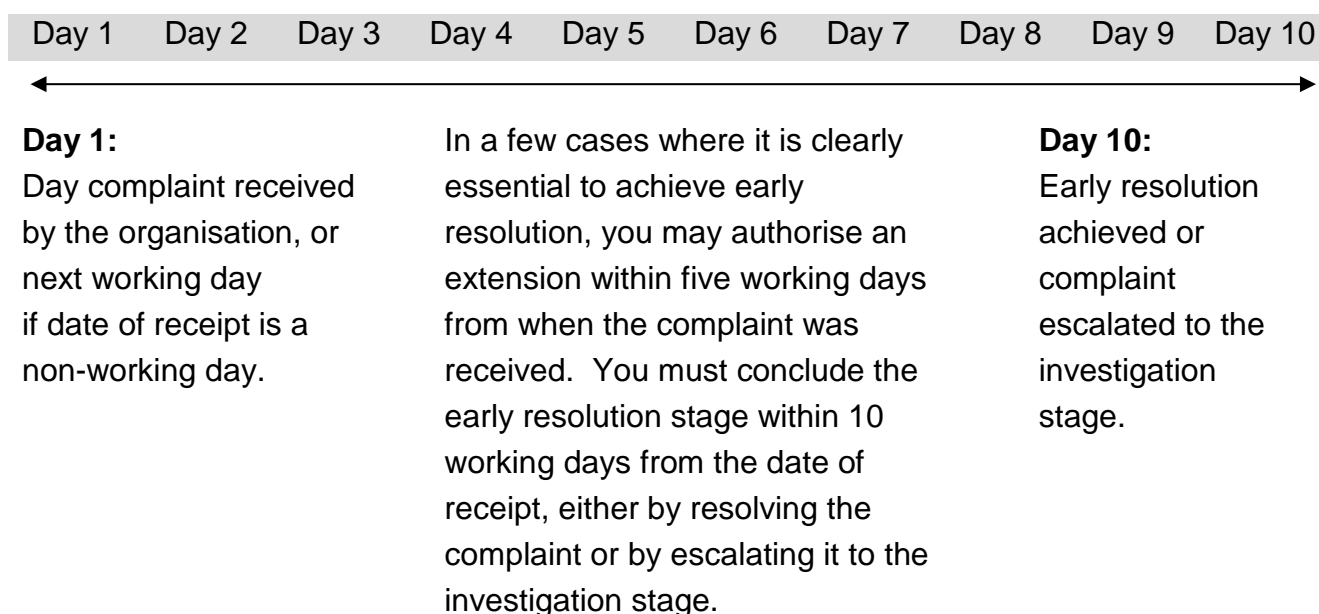 Day 1 Day 2 Day 3 Day 4 Day 5 Day 6 Day 7 Day 8 Day 9 Day 10
Day 1:
Day complaint received
by the organisation, or
next working day
if date of receipt is a
non-working day.
In a few cases where it is clearly
essential to achieve early
resolution, you may authorise an
extension within five working days
from when the complaint was
received.  You must conclude the
early resolution stage within 10
working days from the date of
receipt, either by resolving the
complaint or by escalating it to the
investigation stage.
Day 10:
Early resolution
achieved or
complaint
escalated to the
investigation
stage.